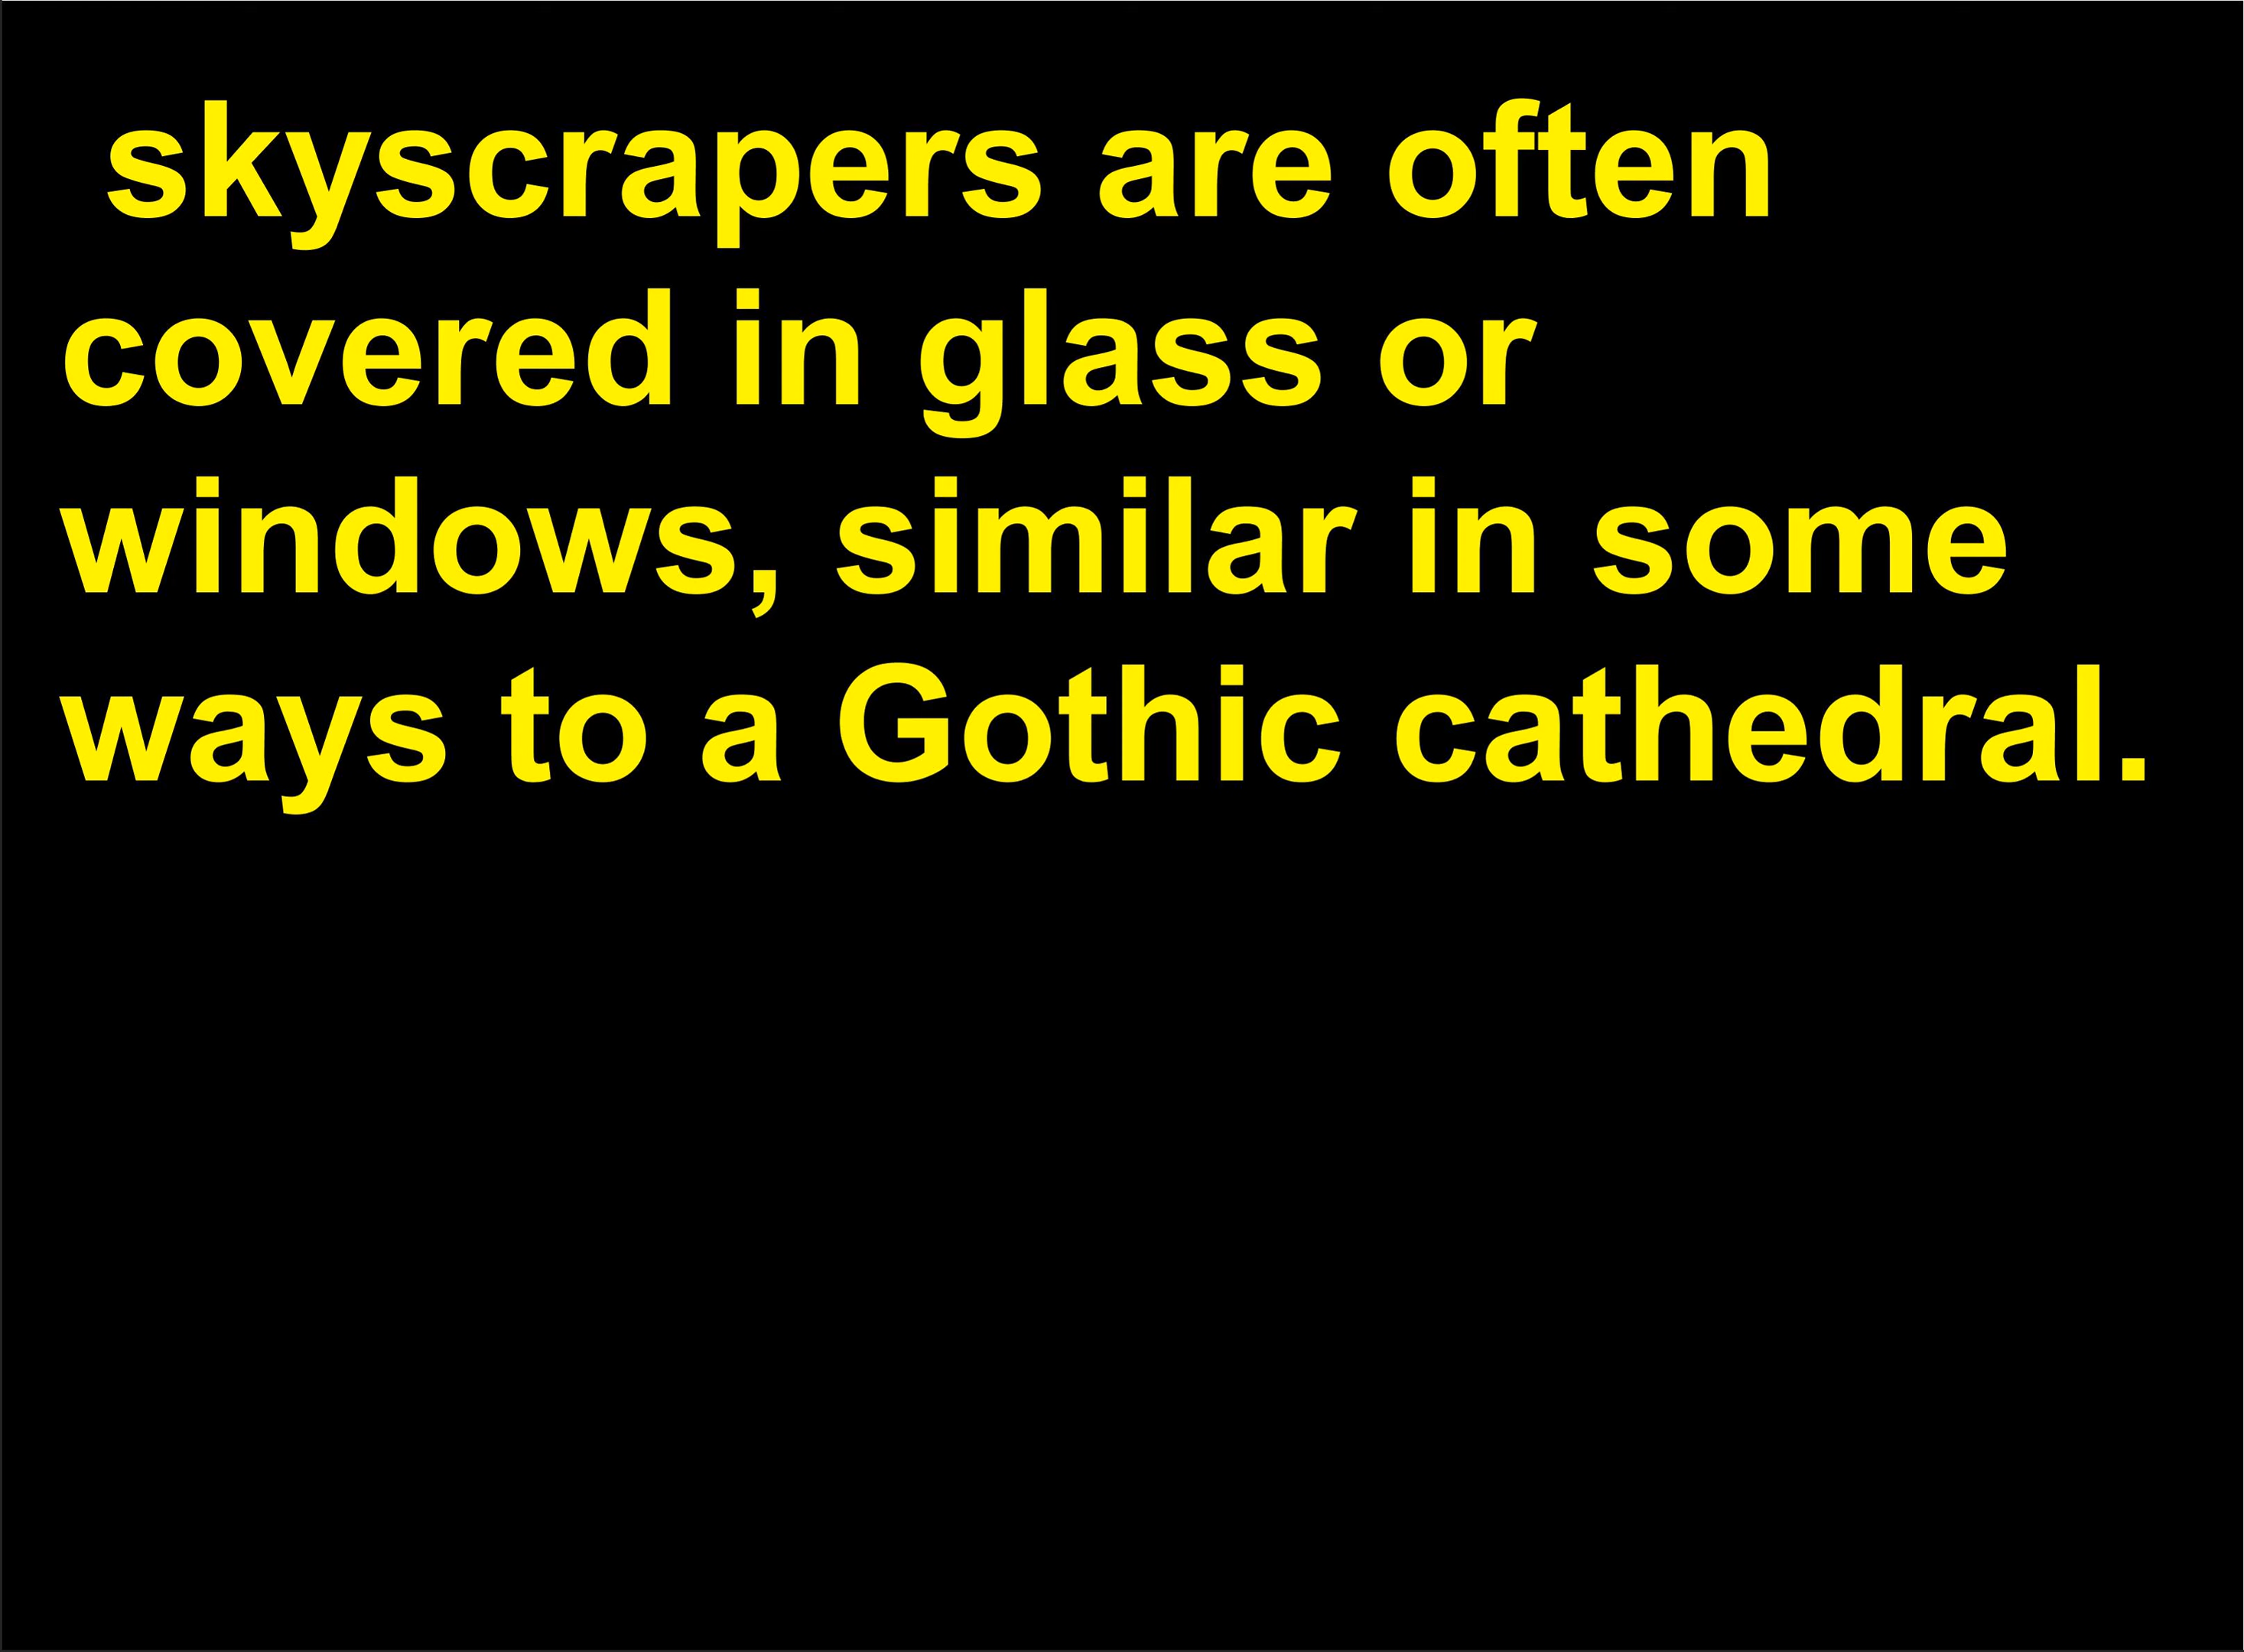 skyscrapers are often
covered in glass or
windows, similar in some
ways to a Gothic cathedral.